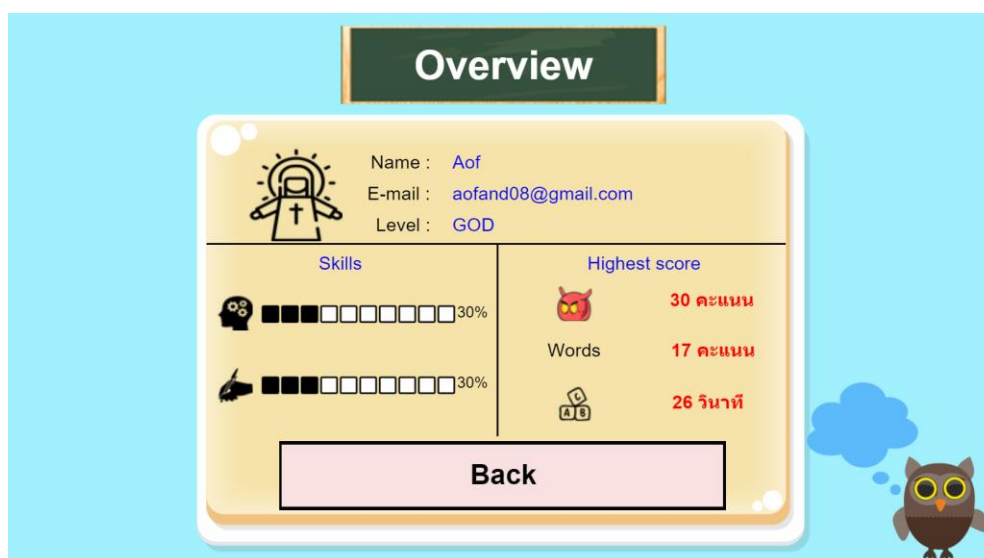 Overview
Name : Aof
E-mail : aofand08@gmail.com
Level : GOD
Skills
30%
30%
Highest score
30 คะแนน
Words 17 คะแนน
A B C
26 วินาที
Back